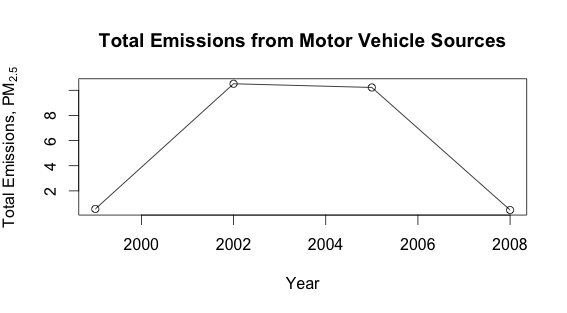 Total Emissions from Motor Vehicle Sources
Total Emissions, PM2.5
8
6
4
2
2000 2002 2004 2006 2008
Year